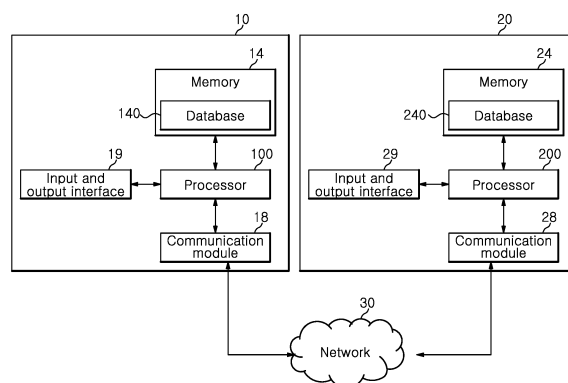 10
20
14
24
Memory
Memory
140
Database
240
Database
19
100
29
200
Input and
output interface
Processor
Input and
output interface
Processor
18
28
Communication
module
Communication
module
30
Network